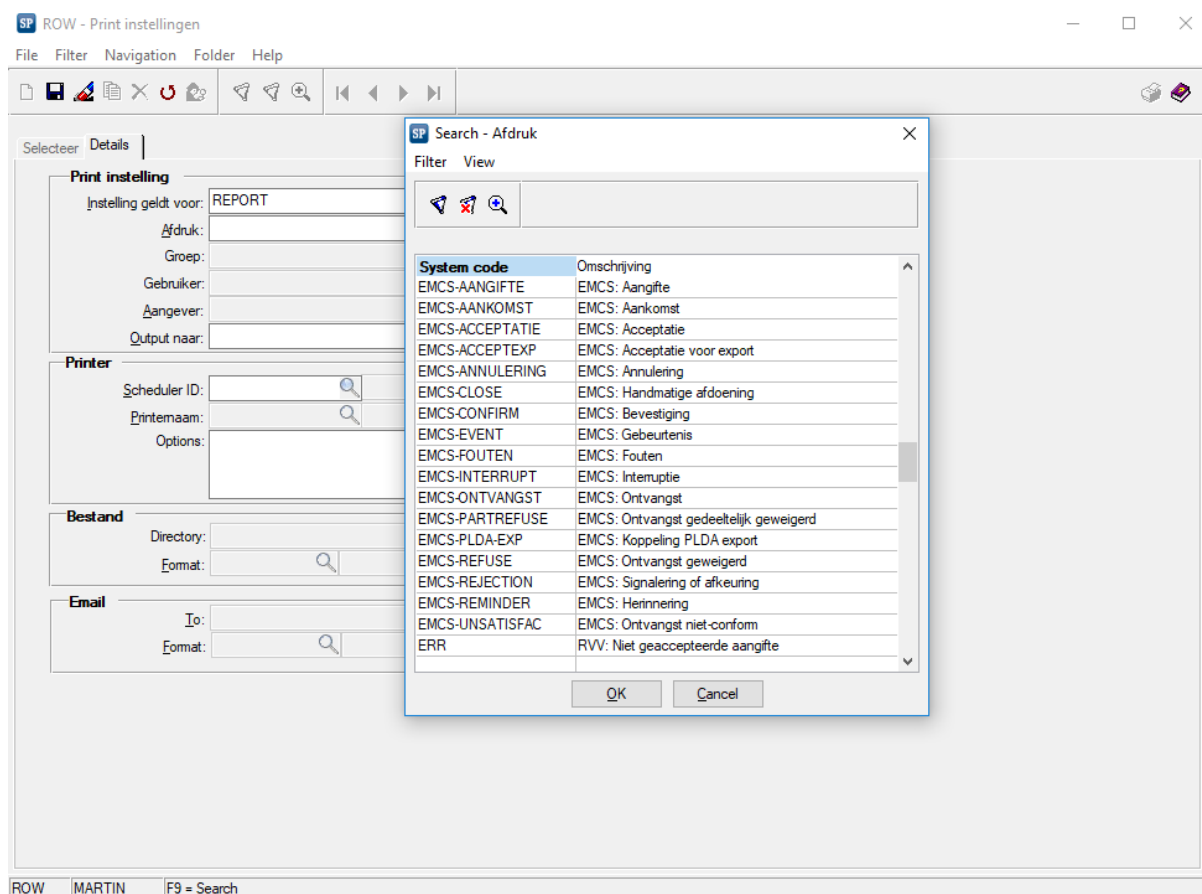 SP ROW - Print instellingen
File Filter Navigation Folder Help
Selecteer Details
Print instelling
Instelling geldt voor: REPORT
Afdruk:
Groep:
Gebruiker:
Aangever:
Output naar:
Printer
Scheduler ID:
Printernaam:
Options:
Bestand
Directory:
Format:
Email
To:
Format:
SP Search - Afdruk
Filter View
System code Omschrijving
EMCS-AANGIFTE EMCS: Aangifte
EMCS-AANKOMST EMCS: Aankomst
EMCS-ACCEPTATIE EMCS: Acceptatie
EMCS-ACCEPTEXP EMCS: Acceptatie voor export
EMCS-ANNULERING EMCS: Annulering
EMCS-CLOSE EMCS: Handmatige afdoening
EMCS-CONFIRM EMCS: Bevestiging
EMCS-EVENT EMCS: Gebeurtenis
EMCS-FOUTEN EMCS: Fouten
EMCS-INTERRUPT EMCS: Interruptie
EMCS-ONTVANGST EMCS: Ontvangst
EMCS-PARTREFUSE EMCS: Ontvangst gedeeltelijk geweigerd
EMCS-PLDA-EXP EMCS: Koppeling PLDA export
EMCS-REFUSE EMCS: Ontvangst geweigerd
EMCS-REJECTION EMCS: Signalering of afkeuring
EMCS-REMINDER EMCS: Herinnering
EMCS-UNSATISFAC EMCS: Ontvangst niet-conform
ERR RVV: Niet geaccepteerde aangifte
OK Cancel
ROW MARTIN F9 = Search